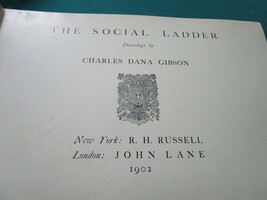 THE SOCIAL LADDER
Drawings by
CHARLES DANA GIBSON
New York: R. H. RUSSELL
London: JOHN LANE
1902